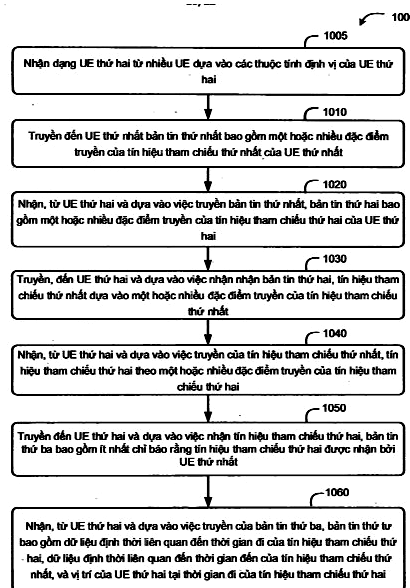 100
1005
Nhận dạng UE thứ hai từ nhiều UE dựa vào các thuộc tính định vị của UE thứ
hai
1010
Truyền đến UE thứ nhất bản tin thứ nhất bao gồm một hoặc nhiều đặc điểm
truyền của tín hiệu tham chiếu thứ nhất của UE thứ nhất
1020
Nhận, từ UE thứ hai và dựa vào việc truyền bản tin thứ nhất, bản tin thứ hai bao
gồm một hoặc nhiều đặc điểm truyền của tín hiệu tham chiếu thứ hai của UE thứ
hai
1030
Truyền, đến UE thứ hai và dựa vào việc nhận nhận bản tin thứ hai, tín hiệu tham
chiếu thứ nhất dựa vào một hoặc nhiều đặc điểm truyền của tín hiệu tham chiếu
thứ nhất
1040
Nhận, từ UE thứ hai và dựa vào việc truyền của tín hiệu tham chiếu thứ nhất, tín
hiệu tham chiếu thứ hai theo một hoặc nhiều đặc điểm truyền của tín hiệu tham
chiếu thứ hai
1050
Truyền đến UE thứ hai và dựa vào việc nhận tín hiệu tham chiếu thứ hai, bản tin
thứ ba bao gồm ít nhất chỉ báo rằng tín hiệu tham chiếu thứ hai được nhận bởi
UE thứ nhất
1060
Nhận, từ UE thứ hai và dựa vào việc truyền của bản tin thứ ba, bản tin thứ tư
bao gồm dữ liệu định thời liên quan đến thời gian đi của tín hiệu tham chiếu thứ
hai, dữ liệu định thời liên quan đến thời gian đến của tín hiệu tham chiếu thứ
nhất, và vị trí của UE thứ hai tại thời gian đi của tín hiệu tham chiếu thứ hai